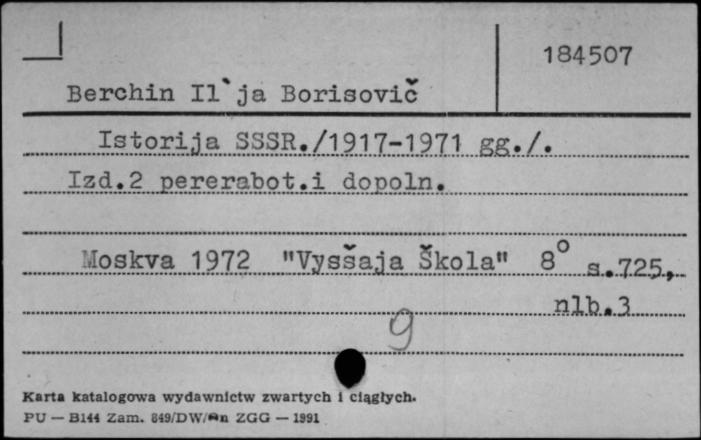 184507
Berchin Il`ja Borisovič
Istorija SSSR./1917-1971 gg./.
Izd.2 pererabot.i dopoln.
Moskva 1972 "Vysšaja Škola" 8° s.725,
nlb.3
9
Karta katalogowa wydawnictw zwartych i ciągłych.
PU — B144 Zam. 849/DW/ ZGG — 1991